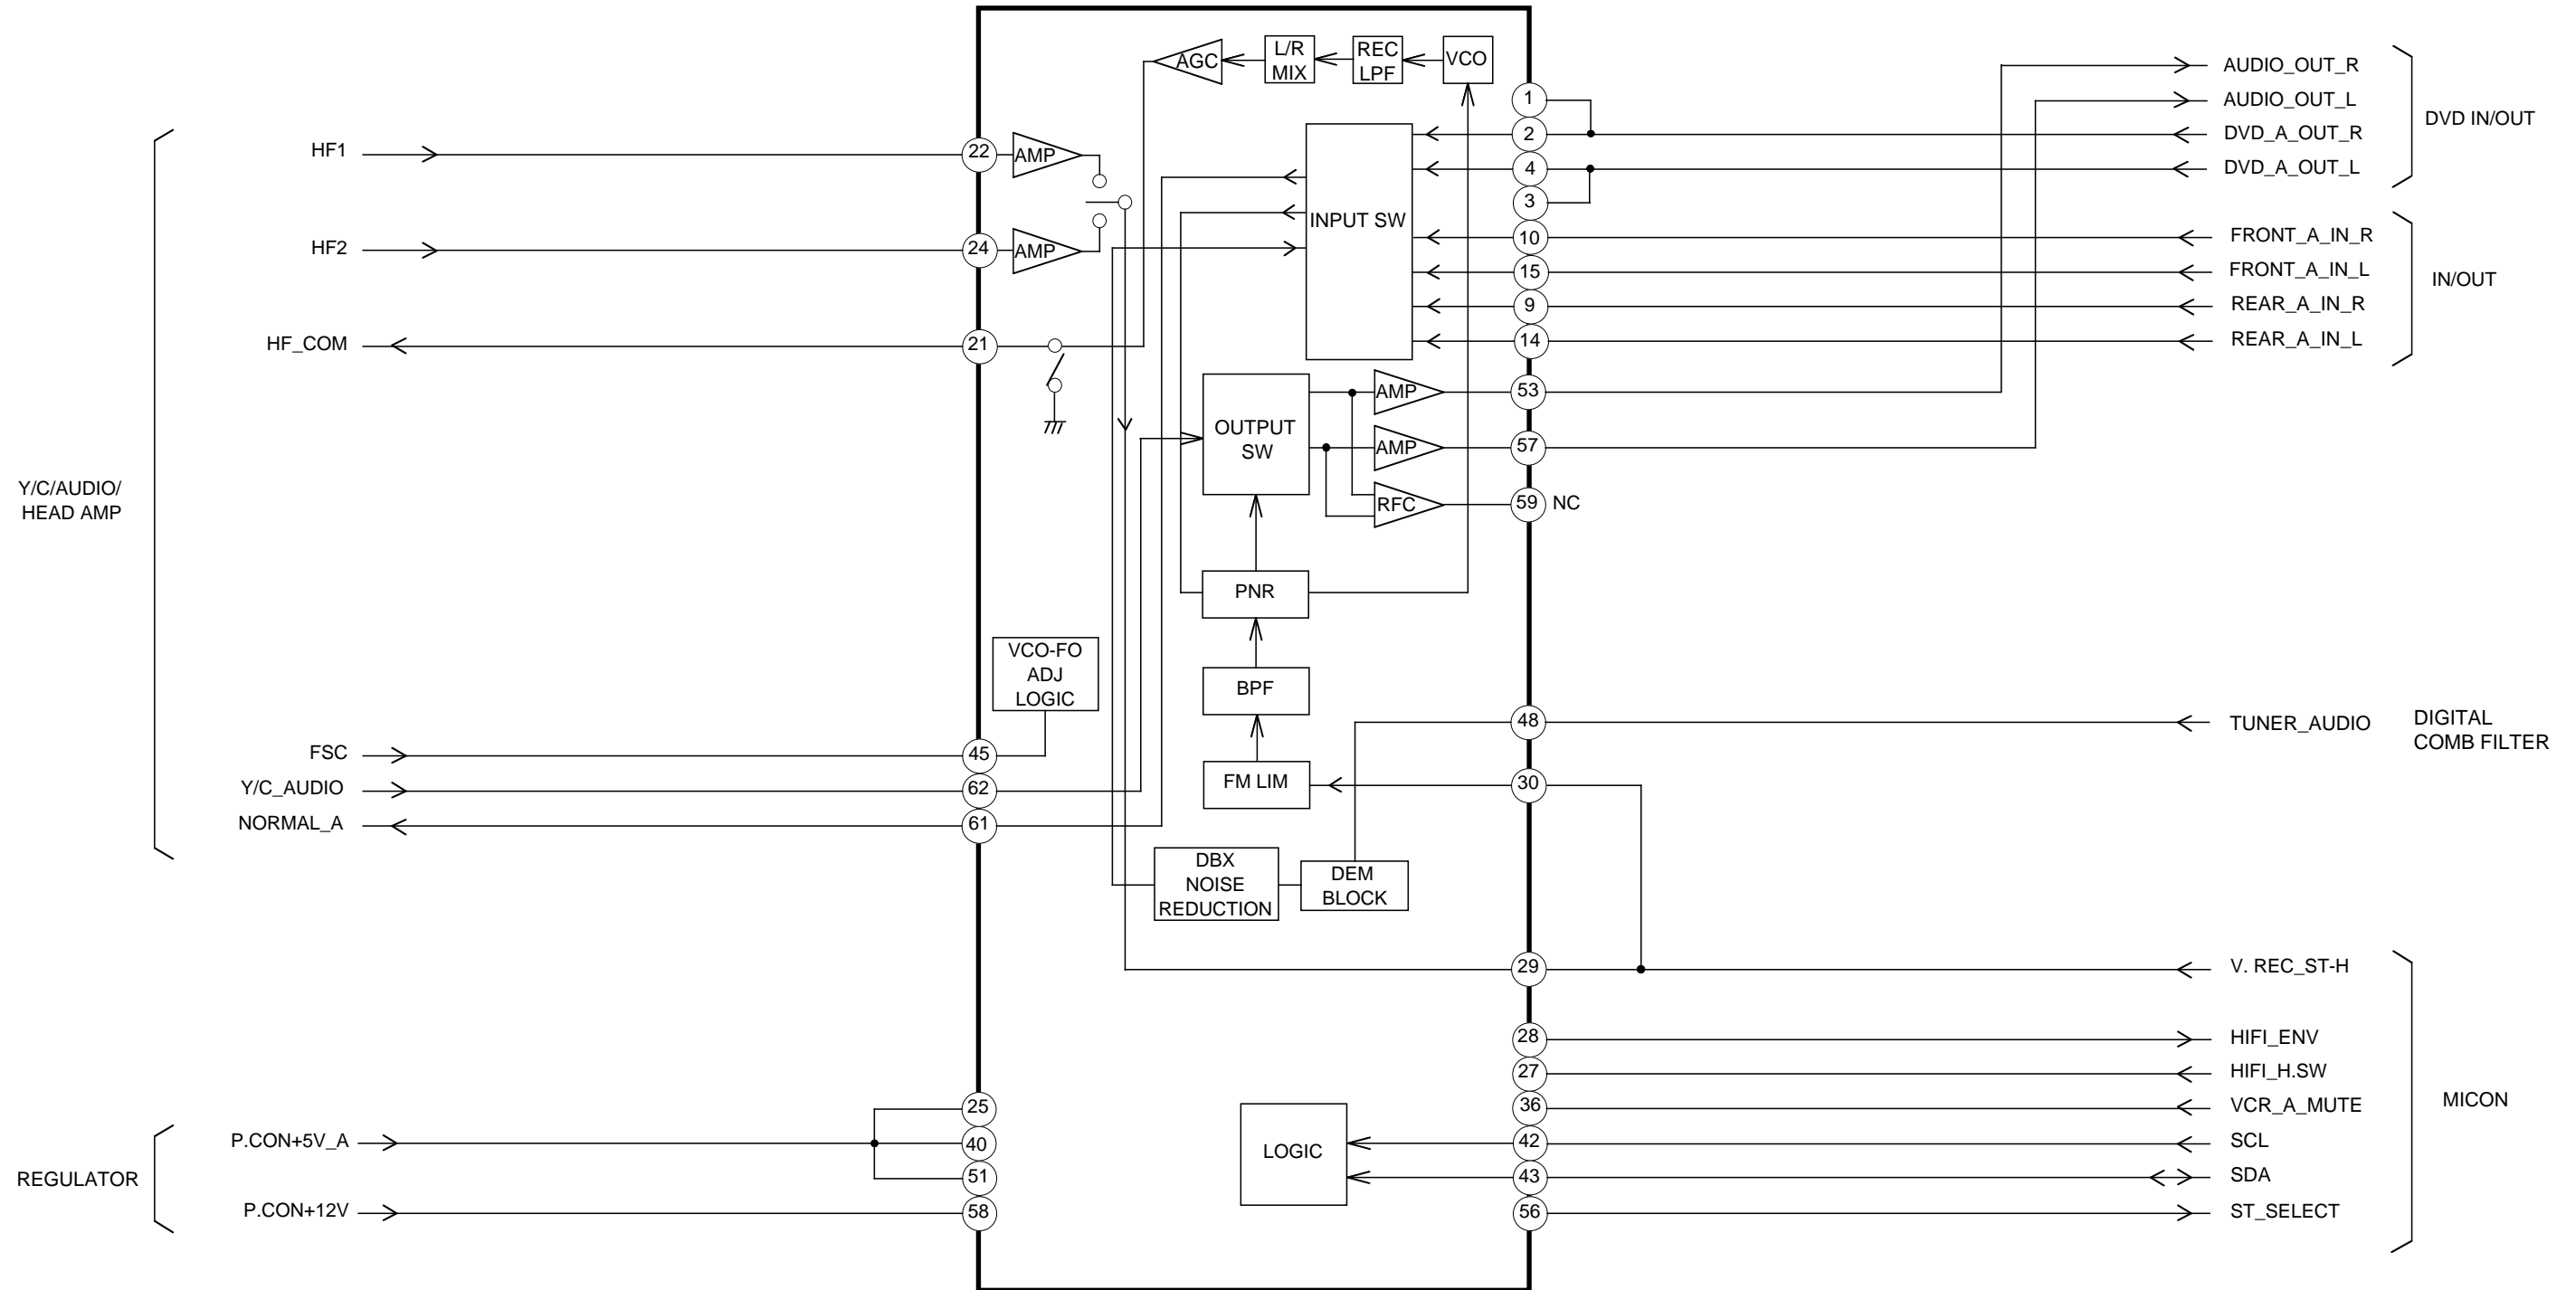 AGC
L/R
MIX
REC
LPF
VCO
AUDIO_OUT_R
AUDIO_OUT_L
DVD_A_OUT_R
DVD_A_OUT_L
DVD IN/OUT
1
2
4
3
10
15
9
14
53
57
59 NC
FRONT_A_IN_R
FRONT_A_IN_L
REAR_A_IN_R
REAR_A_IN_L
IN/OUT
HF1
22
AMP
HF2
24
AMP
HF_COM
21
INPUT SW
OUTPUT
SW
AMP
AMP
RFC
Y/C/AUDIO/
HEAD AMP
PNR
BPF
FM LIM
VCO-FO
ADJ
LOGIC
FSC
45
Y/C_AUDIO
62
NORMAL_A
61
DBX
NOISE
REDUCTION
DEM
BLOCK
48
TUNER_AUDIO
DIGITAL
COMB FILTER
30
29
V. REC_ST-H
28
HIFI_ENV
27
HIFI_H.SW
36
VCR_A_MUTE
42
SCL
43
SDA
56
ST_SELECT
MICON
LOGIC
REGULATOR
P.CON+5V_A
25
40
51
P.CON+12V
58